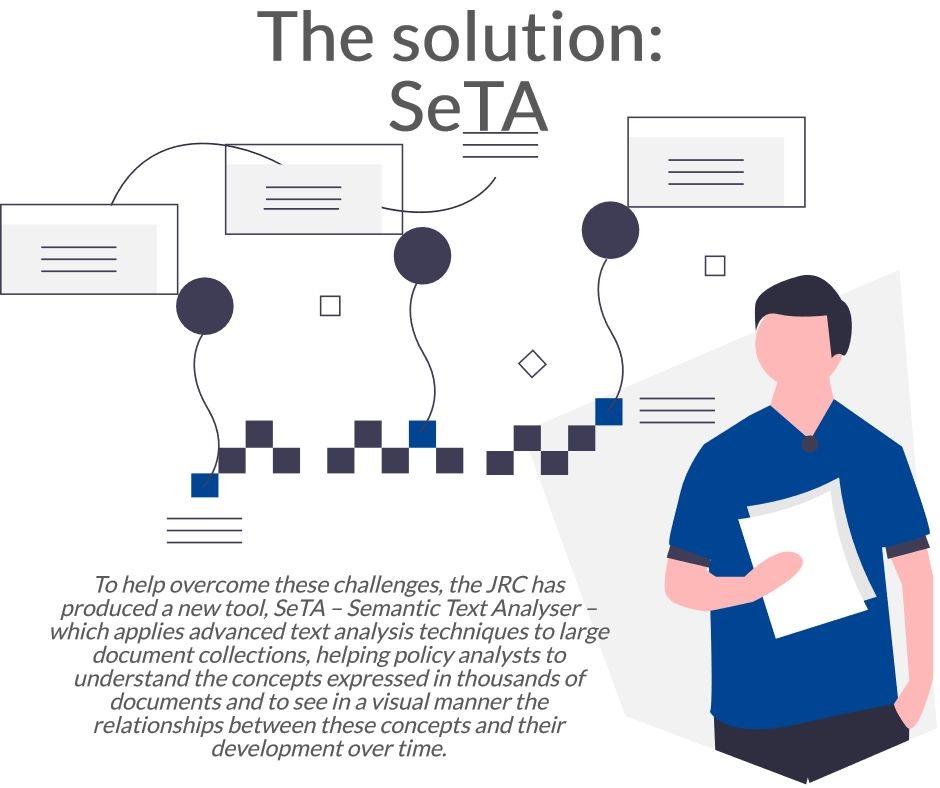 The solution:
SeTA
To help overcome these challenges, the JRC has
produced a new tool, SeTA – Semantic Text Analyser –
which applies advanced text analysis techniques to large
document collections, helping policy analysts to
understand the concepts expressed in thousands of
documents and to see in a visual manner the
relationships between these concepts and their
development over time.